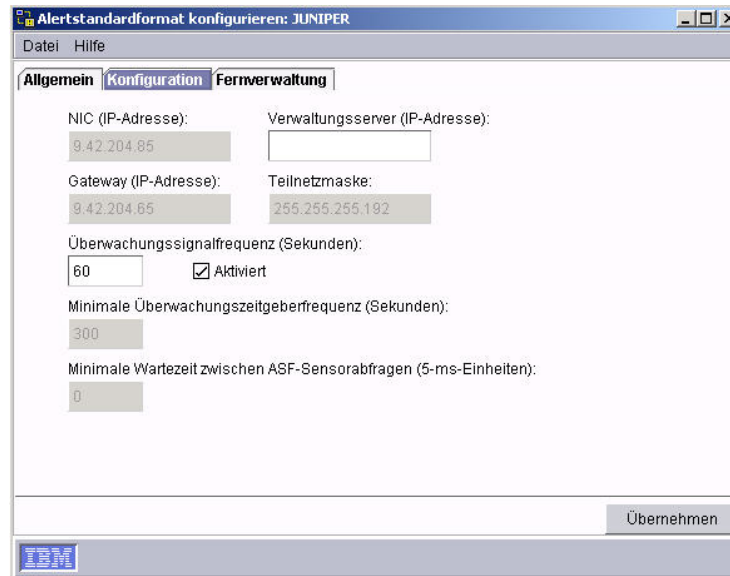 Alertstandardformat konfigurieren: JUNIPER
Datei Hilfe
Allgemein Konfiguration Fernverwaltung
NIC (IP-Adresse): Verwaltungsserver (IP-Adresse):
9.42.204.85
Gateway (IP-Adresse): Teilnetzmaske:
9.42.204.65 255.255.255.192
Überwachungssignalfrequenz (Sekunden):
60 Aktiviert
Minimale Überwachungszeitgeberfrequenz (Sekunden):
300
Minimale Wartezeit zwischen ASF-Sensorabfragen (5-ms-Einheiten):
0
Übernehmen
IBM